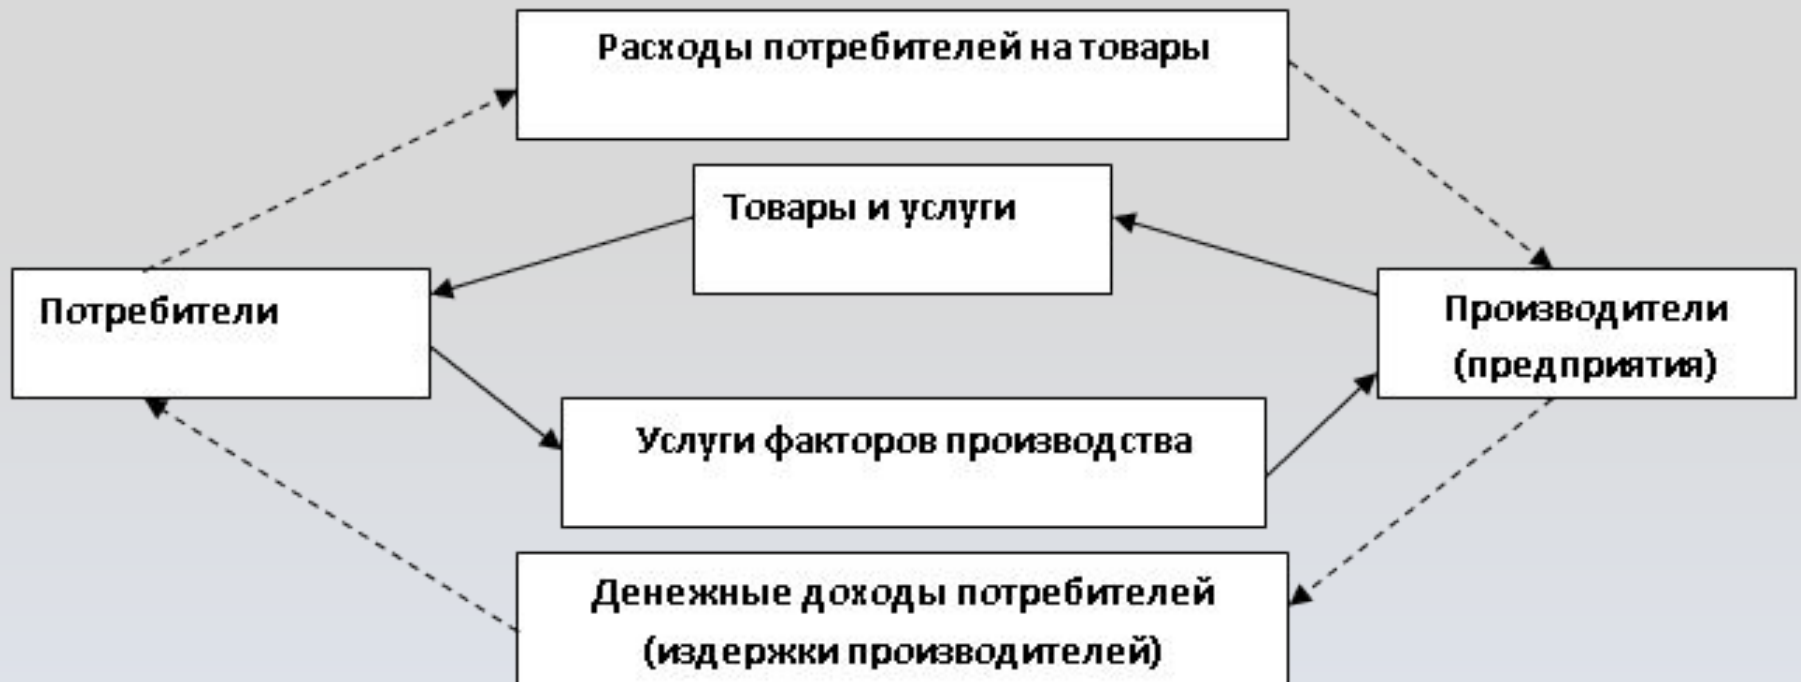 Расходы потребителей на товары
Товары и услуги
Потребители
Производители
(предприятия)
Услуги факторов производства
Денежные доходы потребителей
(издержки производителей)